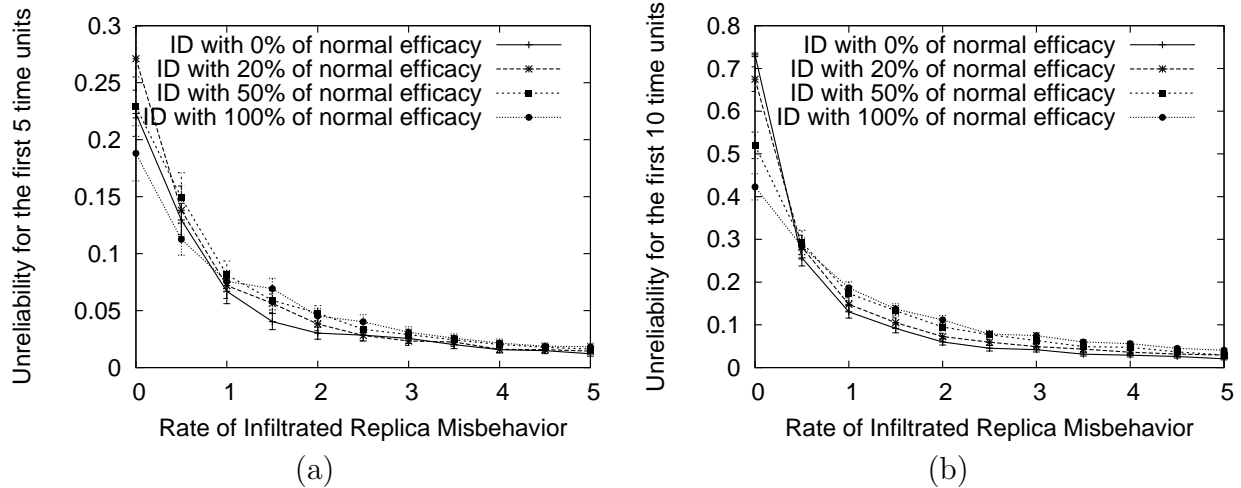 Unreliability for the first 5 time units
0.3
0.25
0.2
0.15
0.1
0.05
0
ID with 0% of normal efficacy
ID with 20% of normal efficacy
ID with 50% of normal efficacy
ID with 100% of normal efficacy
0 1 2 3 4 5
Rate of Infiltrated Replica Misbehavior
(a)
Unreliability for the first 10 time units
0.8
0.7
0.6
0.5
0.4
0.3
0.2
0.1
0
ID with 0% of normal efficacy
ID with 20% of normal efficacy
ID with 50% of normal efficacy
ID with 100% of normal efficacy
0 1 2 3 4 5
Rate of Infiltrated Replica Misbehavior
(b)